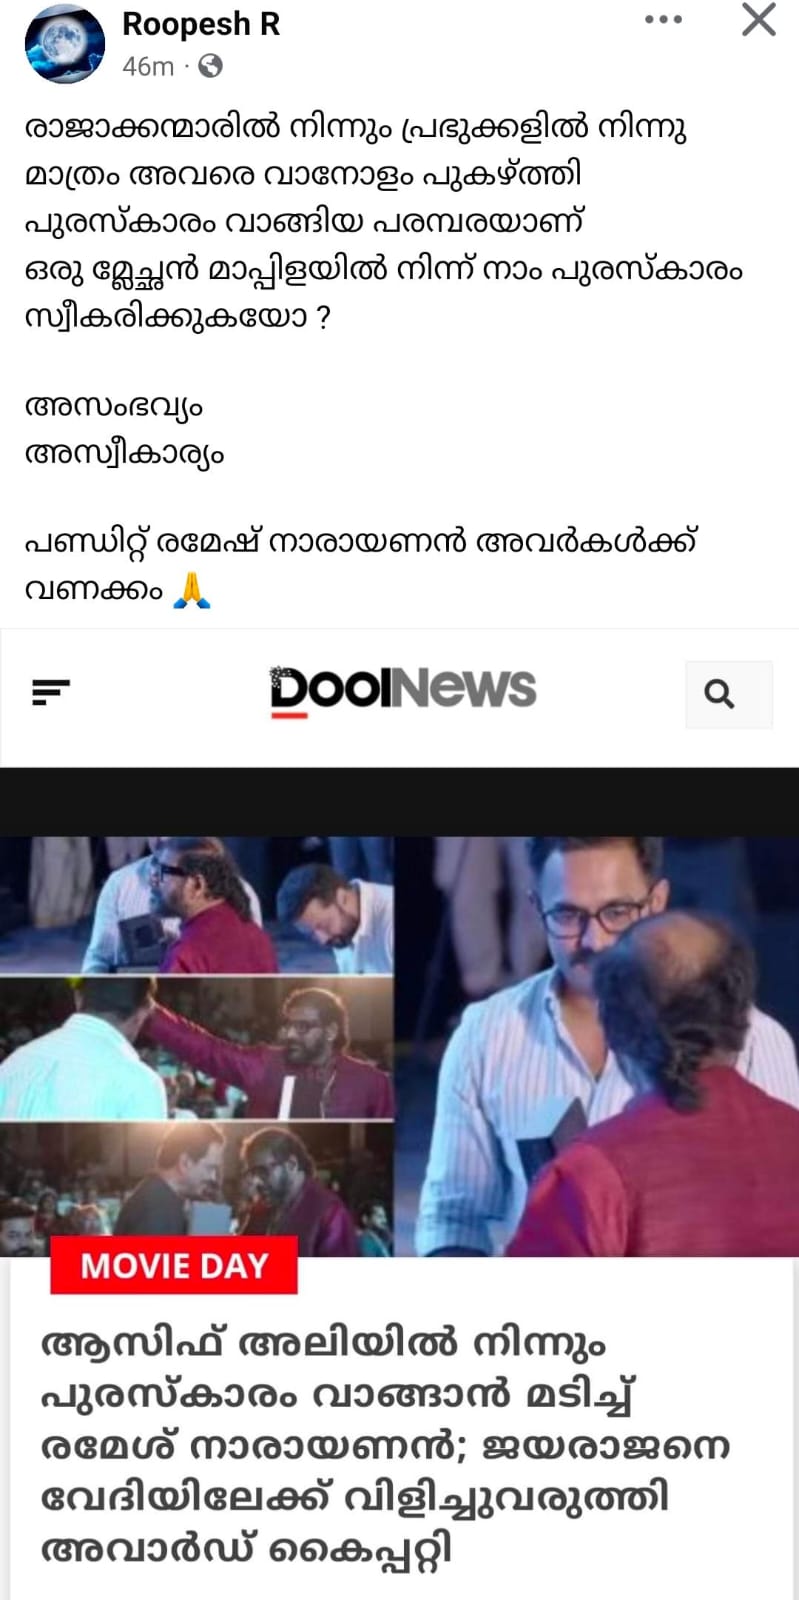 Roopesh R
46m
രാജാക്കന്മാരിൽ നിന്നും പ്രഭുക്കളിൽ നിന്നു
മാത്രം അവരെ വാനോളം പുകഴ്ത്തി
പുരസ്കാരം വാങ്ങിയ പരമ്പരയാണ്
ഒരു മ്ലേച്ഛൻ മാപ്പിളയിൽ നിന്ന് നാം പുരസ്കാരം
സ്വീകരിക്കുകയോ ?
അസംഭവ്യം
അസ്വീകാര്യം
പണ്ഡിറ്റ് രമേഷ് നാരായണൻ അവർകൾക്ക്
വണക്കം 🙏
DoolNews
MOVIE DAY
ആസിഫ് അലിയിൽ നിന്നും
പുരസ്‌കാരം വാങ്ങാൻ മടിച്ച്
രമേശ് നാരായണൻ; ജയരാജനെ
വേദിയിലേക്ക് വിളിച്ചുവരുത്തി
അവാർഡ് കൈപ്പറ്റി